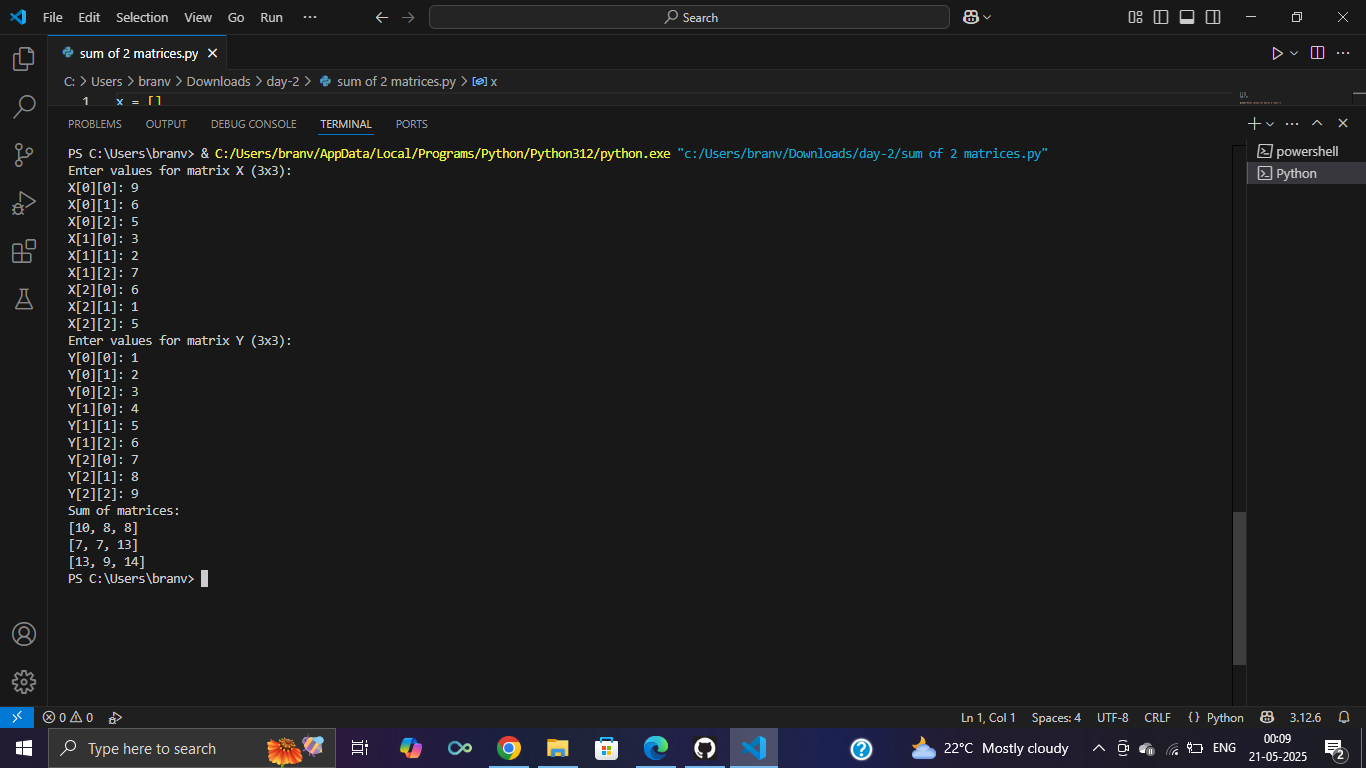 File Edit Selection View Go Run ··· Search
sum of 2 matrices.py
C: > Users > branv > Downloads > day-2 > sum of 2 matrices.py > x
1 x = []
PROBLEMS OUTPUT DEBUG CONSOLE TERMINAL PORTS
PS C:\Users\branv> & C:/Users/branv/AppData/Local/Programs/Python/Python312/python.exe "c:/Users/branv/Downloads/day-2/sum of 2 matrices.py"
powershell
Python
Enter values for matrix X (3x3):
X[0][0]: 9
X[0][1]: 6
X[0][2]: 5
X[1][0]: 3
X[1][1]: 2
X[1][2]: 7
X[2][0]: 6
X[2][1]: 1
X[2][2]: 5
Enter values for matrix Y (3x3):
Y[0][0]: 1
Y[0][1]: 2
Y[0][2]: 3
Y[1][0]: 4
Y[1][1]: 5
Y[1][2]: 6
Y[2][0]: 7
Y[2][1]: 8
Y[2][2]: 9
Sum of matrices:
[10, 8, 8]
[7, 7, 13]
[13, 9, 14]
PS C:\Users\branv>
0 0 Ln 1, Col 1 Spaces: 4 UTF-8 CRLF {} Python 3.12.6
Type here to search 22°C Mostly cloudy ENG 00:09
21-05-2025 2